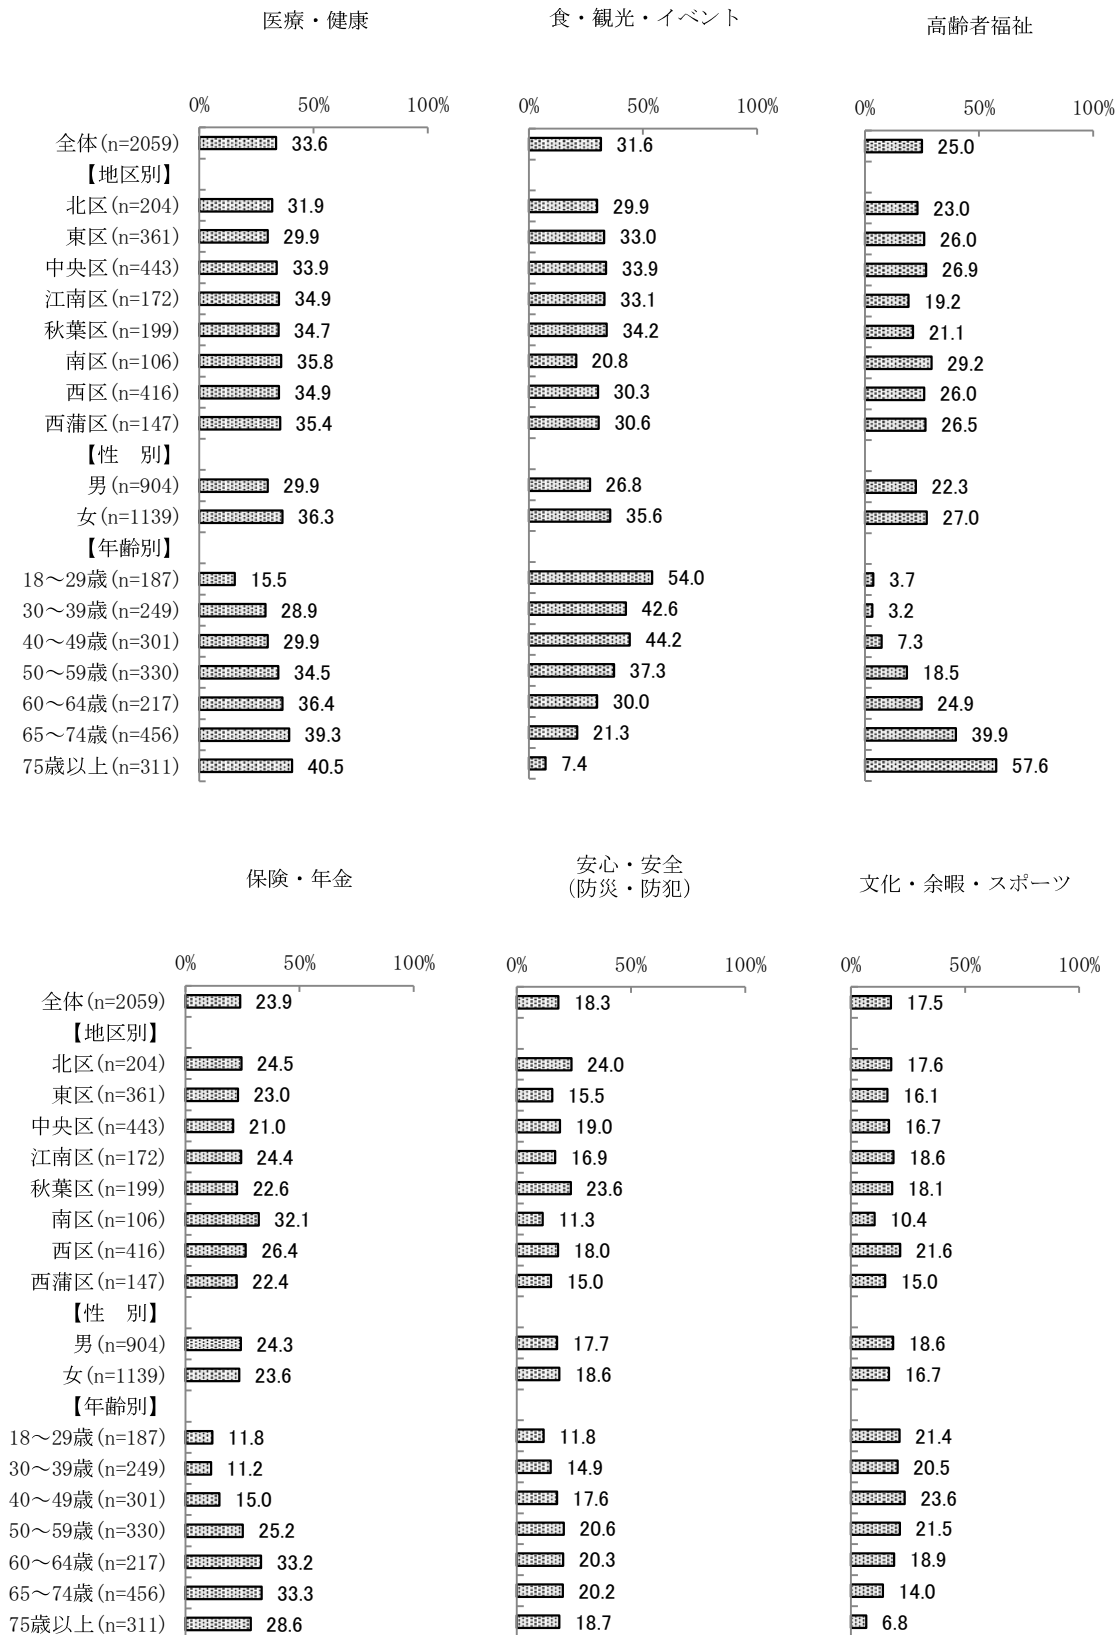 医療・健康 食・観光・イベント 高齢者福祉
0% 50% 100% 0% 50% 100% 0% 50% 100%
全体(n=2059) 33.6 31.6 25.0
【地区別】
北区(n=204) 31.9 29.9 23.0
東区(n=361) 29.9 33.0 26.0
中央区(n=443) 33.9 33.9 26.9
江南区(n=172) 34.9 33.1 19.2
秋葉区(n=199) 34.7 34.2 21.1
南区(n=106) 35.8 20.8 29.2
西区(n=416) 34.9 30.3 26.0
西蒲区(n=147) 35.4 30.6 26.5
【性　別】
男(n=904) 29.9 26.8 22.3
女(n=1139) 36.3 35.6 27.0
【年齢別】
18～29歳(n=187) 15.5 54.0 3.7
30～39歳(n=249) 28.9 42.6 3.2
40～49歳(n=301) 29.9 44.2 7.3
50～59歳(n=330) 34.5 37.3 18.5
60～64歳(n=217) 36.4 30.0 24.9
65～74歳(n=456) 39.3 21.3 39.9
75歳以上(n=311) 40.5 7.4 57.6
保険・年金 安心・安全 文化・余暇・スポーツ
(防災・防犯)
0% 50% 100% 0% 50% 100% 0% 50% 100%
全体(n=2059) 23.9 18.3 17.5
【地区別】
北区(n=204) 24.5 24.0 17.6
東区(n=361) 23.0 15.5 16.1
中央区(n=443) 21.0 19.0 16.7
江南区(n=172) 24.4 16.9 18.6
秋葉区(n=199) 22.6 23.6 18.1
南区(n=106) 32.1 11.3 10.4
西区(n=416) 26.4 18.0 21.6
西蒲区(n=147) 22.4 15.0 15.0
【性　別】
男(n=904) 24.3 17.7 18.6
女(n=1139) 23.6 18.6 16.7
【年齢別】
18～29歳(n=187) 11.8 11.8 21.4
30～39歳(n=249) 11.2 14.9 20.5
40～49歳(n=301) 15.0 17.6 23.6
50～59歳(n=330) 25.2 20.6 21.5
60～64歳(n=217) 33.2 20.3 18.9
65～74歳(n=456) 33.3 20.2 14.0
75歳以上(n=311) 28.6 18.7 6.8